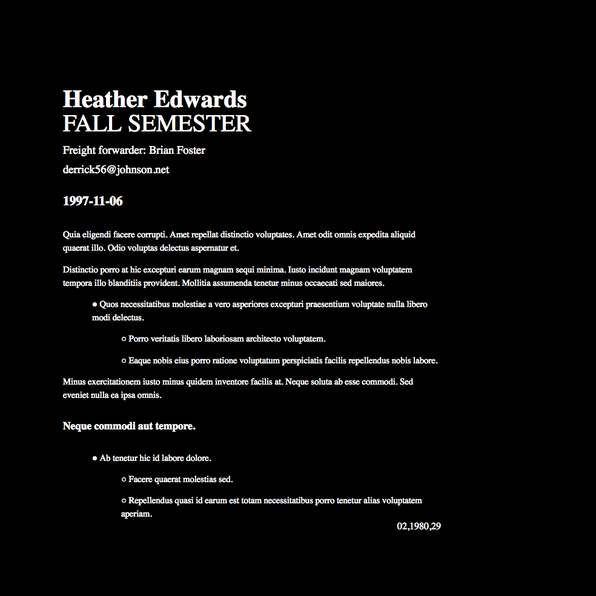 Heather Edwards
FALL SEMESTER
Freight forwarder: Brian Foster
derrick56@johnson.net
1997-11-06
Quia eligendi facere corrupti. Amet repellat distinctio voluptates. Amet odit omnis expedita aliquid
quaerat illo. Odio voluptas delectus aspernatur et.
Distinctio porro at hic excepturi earum magnam sequi minima. Iusto incidunt magnam voluptatem
tempora illo blanditiis provident. Mollitia assumenda tenetur minus occaecati sed maiores.
● Quos necessitatibus molestiae a vero asperiores excepturi praesentium voluptate nulla libero
modi delectus.
○ Porro veritatis libero laboriosam architecto voluptatem.
○ Eaque nobis eius porro ratione voluptatum perspiciatis facilis repellendus nobis labore.
Minus exercitationem iusto minus quidem inventore facilis at. Neque soluta ab esse commodi. Sed
eveniet nulla ea ipsa omnis.
Neque commodi aut tempore.
● Ab tenetur hic id labore dolore.
○ Facere quaerat molestias sed.
○ Repellendus quasi id earum est totam necessitatibus porro tenetur alias voluptatem
aperiam.
02,1980,29